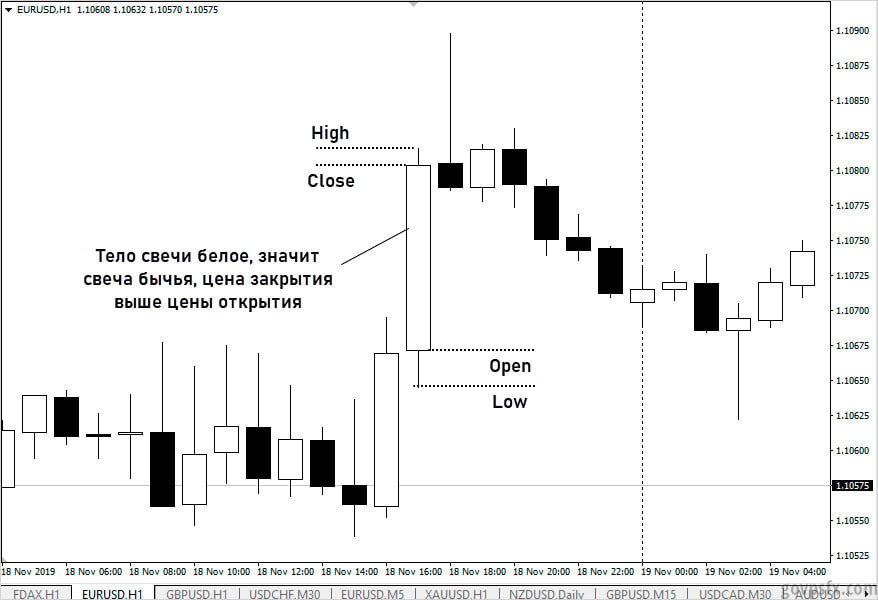 EURUSD,H1 1.10608 1.10632 1.10570 1.10575
1.10900
1.10875
1.10850
1.10825
1.10800
1.10775
1.10750
1.10725
1.10700
1.10675
1.10650
1.10625
1.10600
1.10575
1.10550
1.10525
High
Close
Тело свечи белое, значит
свеча бычья, цена закрытия
выше цены открытия
Open
Low
18 Nov 2019 18 Nov 06:00 18 Nov 08:00 18 Nov 10:00 18 Nov 12:00 18 Nov 14:00 18 Nov 16:00 18 Nov 18:00 18 Nov 20:00 18 Nov 22:00 19 Nov 00:00 19 Nov 02:00 19 Nov 04:00
FDAX.H1 EURUSD.H1 GBPUSD.H1 USDCHF.M30 EURUSD.M5 XAUUSD.H1 NZDUSD.Daily GBPUSD.M15 USDCAD.M30
govpsfx.com